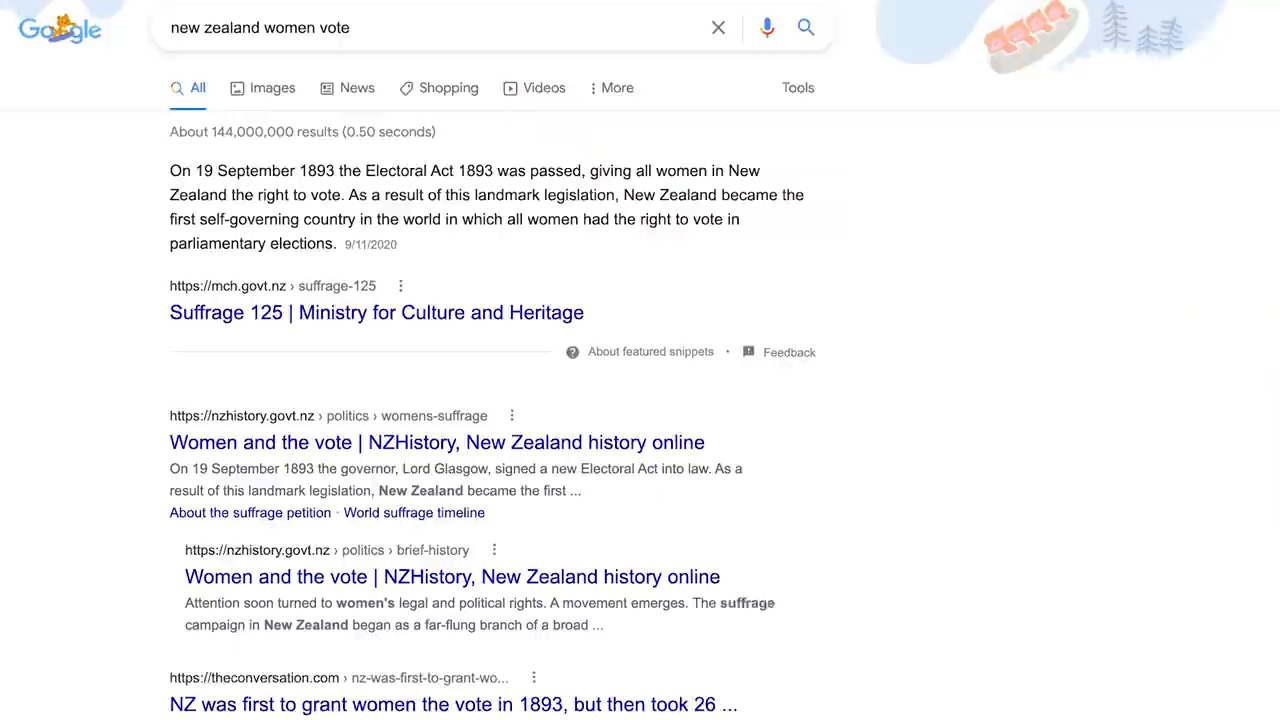 Google
new zealand women vote
All Images News Shopping Videos More Tools
About 144,000,000 results (0.50 seconds)
On 19 September 1893 the Electoral Act 1893 was passed, giving all women in New
Zealand the right to vote. As a result of this landmark legislation, New Zealand became the
first self-governing country in the world in which all women had the right to vote in
parliamentary elections. 9/11/2020
https://mch.govt.nz › suffrage-125
Suffrage 125 | Ministry for Culture and Heritage
About featured snippets · Feedback
https://nzhistory.govt.nz › politics › womens-suffrage
Women and the vote | NZHistory, New Zealand history online
On 19 September 1893 the governor, Lord Glasgow, signed a new Electoral Act into law. As a
result of this landmark legislation, New Zealand became the first ...
About the suffrage petition · World suffrage timeline
https://nzhistory.govt.nz › politics › brief-history
Women and the vote | NZHistory, New Zealand history online
Attention soon turned to women's legal and political rights. A movement emerges. The suffrage
campaign in New Zealand began as a far-flung branch of a broad ...
https://theconversation.com › nz-was-first-to-grant-wo...
NZ was first to grant women the vote in 1893, but then took 26 ...